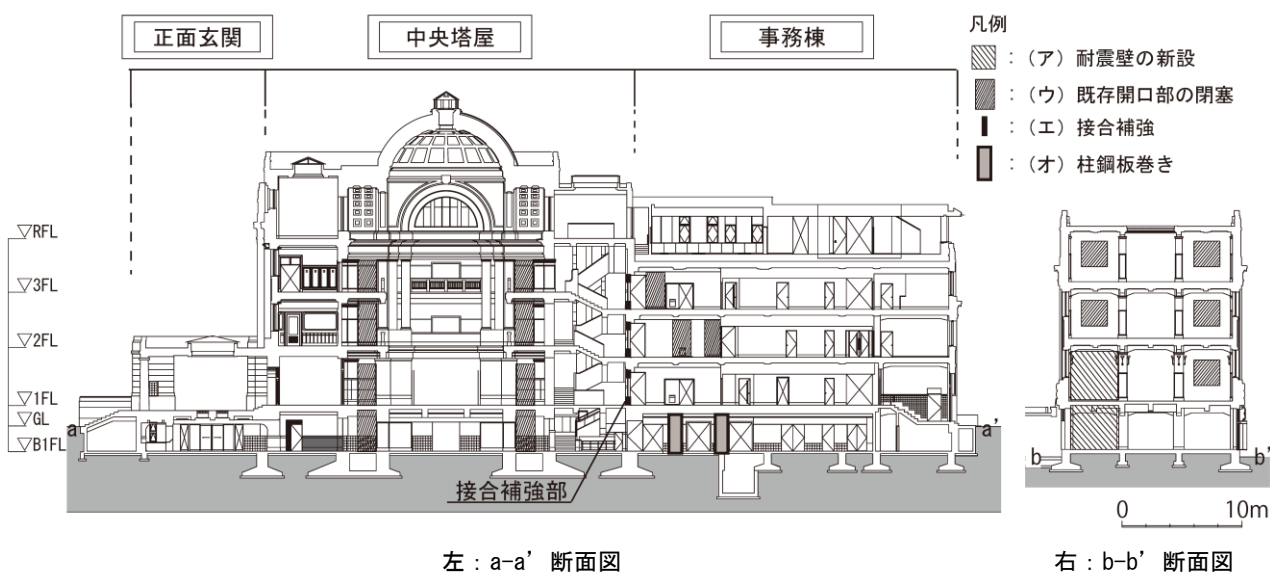 正面玄関
中央塔屋
事務棟
凡例
：（ア）耐震壁の新設
：（ウ）既存開口部の閉塞
：（エ）接合補強
：（オ）柱鋼板巻き
▽RFL
▽3FL
▽2FL
▽1FL
▽GL
▽B1FL
a
a'
接合補強部
b
b'
0 10m
左：a-a' 断面図
右：b-b' 断面図